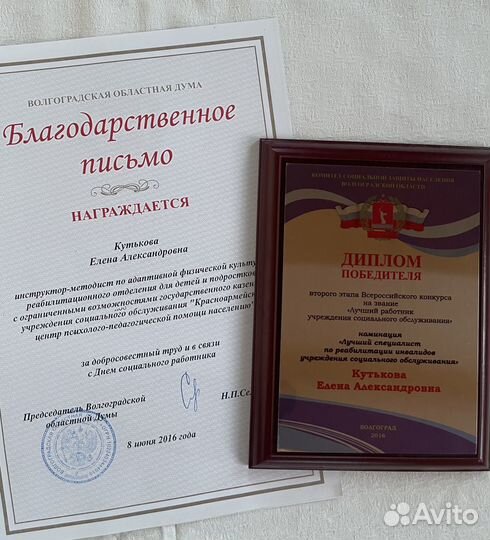 ВОЛГОГРАДСКАЯ ОБЛАСТНАЯ ДУМА
Благодарственное
письмо
НАГРАЖДАЕТСЯ
Кутькова
Елена Александровна
инструктор-методист по адаптивной физической культу
реабилитационного отделения для детей и подростков
с ограниченными возможностями государственного казен
учреждения социального обслуживания "Красноармейск
центр психолого-педагогической помощи населению
за добросовестный труд и в связи
с Днем социального работника
Председатель Волгоградской
областной Думы
Н.П.Се
8 июня 2016 года
КОМИТЕТ СОЦИАЛЬНОЙ ЗАЩИТЫ НАСЕЛЕНИЯ
ВОЛГОГРАДСКОЙ ОБЛАСТИ
ДИПЛОМ
ПОБЕДИТЕЛЯ
второго этапа Всероссийского конкурса
на звание
«Лучший работник
учреждения социального обслуживания»
номинация
«Лучший специалист
по реабилитации инвалидов
учреждения социального обслуживания»
Кутькова
Елена Александровна
ВОЛГОГРАД
2016
Avito